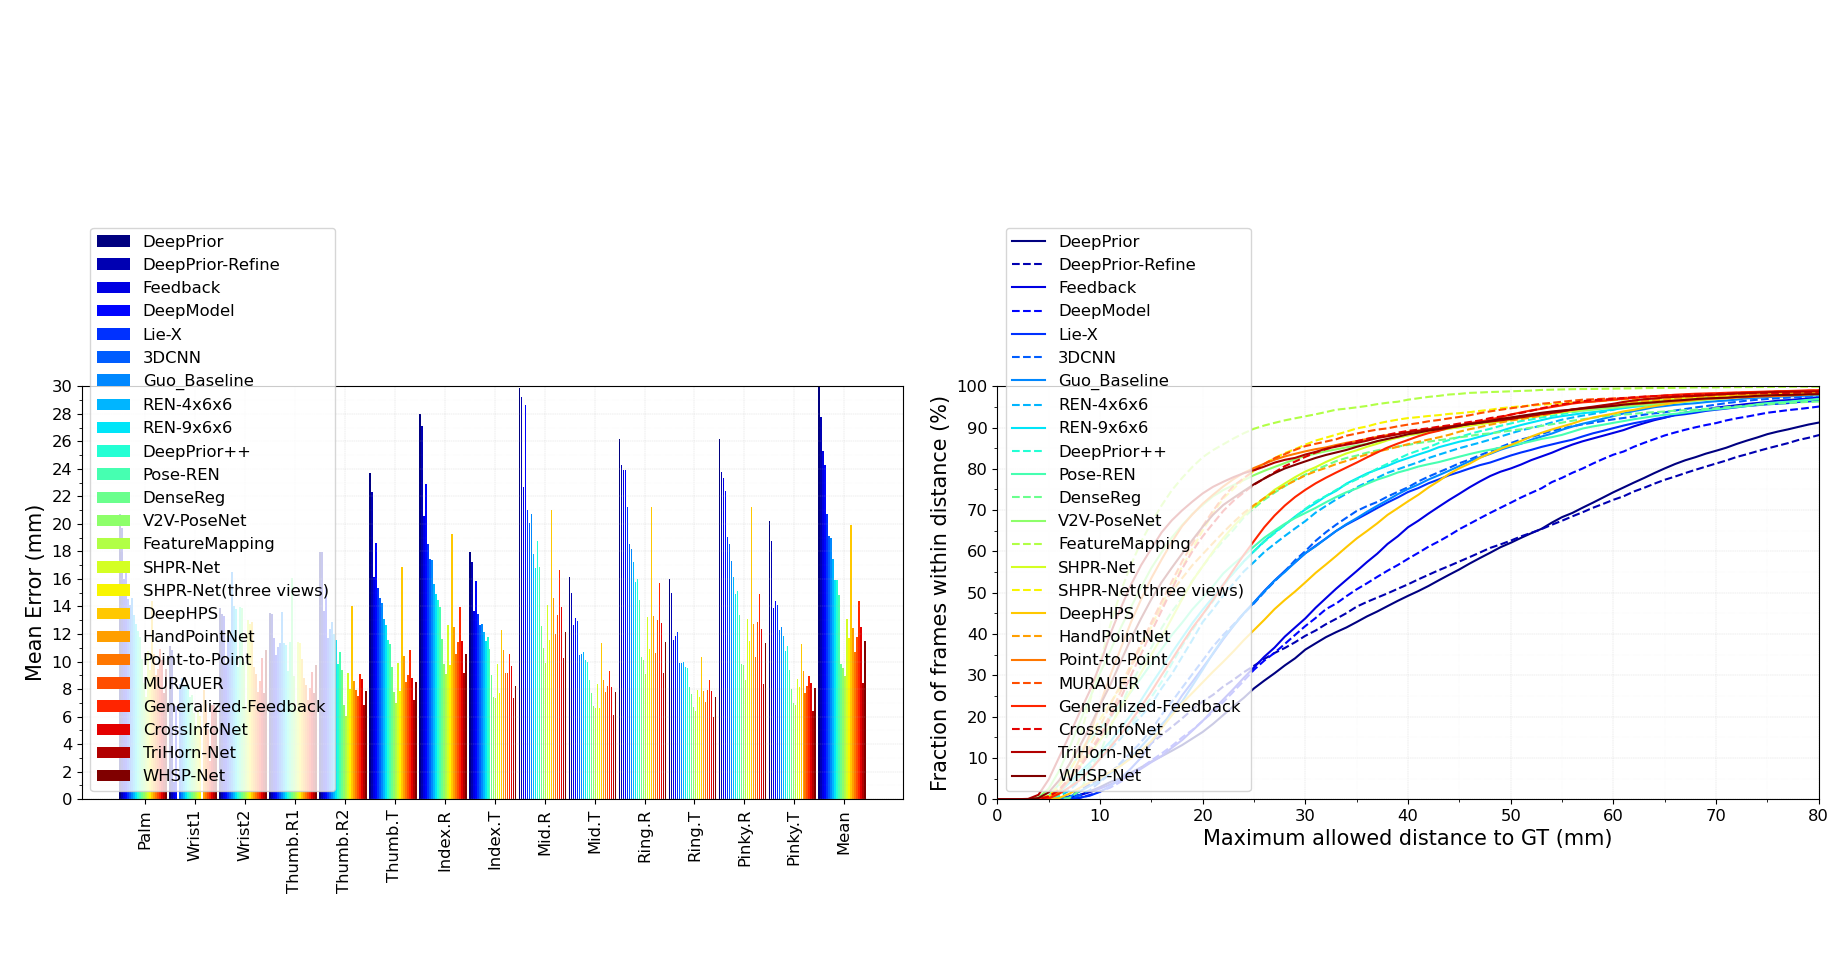 DeepPrior
DeepPrior-Refine
Feedback
DeepModel
Lie-X
3DCNN
Guo_Baseline
REN-4x6x6
REN-9x6x6
DeepPrior++
Pose-REN
DenseReg
V2V-PoseNet
FeatureMapping
SHPR-Net
SHPR-Net(three views)
DeepHPS
HandPointNet
Point-to-Point
MURAUER
Generalized-Feedback
CrossInfoNet
TriHorn-Net
WHSP-Net
Mean Error (mm)
30
28
26
24
22
20
18
16
14
12
10
8
6
4
2
0
Palm
Wrist1
Wrist2
Thumb.R1
Thumb.R2
Thumb.T
Index.R
Index.T
Mid.R
Mid.T
Ring.R
Ring.T
Pinky.R
Pinky.T
Mean
DeepPrior
DeepPrior-Refine
Feedback
DeepModel
Lie-X
3DCNN
Guo_Baseline
REN-4x6x6
REN-9x6x6
DeepPrior++
Pose-REN
DenseReg
V2V-PoseNet
FeatureMapping
SHPR-Net
SHPR-Net(three views)
DeepHPS
HandPointNet
Point-to-Point
MURAUER
Generalized-Feedback
CrossInfoNet
TriHorn-Net
WHSP-Net
Fraction of frames within distance (%)
100
90
80
70
60
50
40
30
20
10
0
0 10 20 30 40 50 60 70 80
Maximum allowed distance to GT (mm)